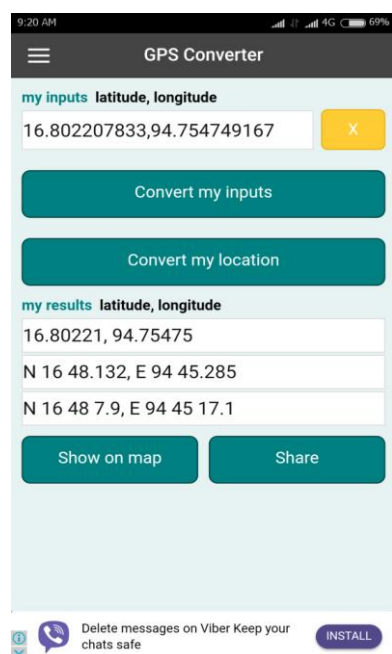 9:20 AM 4G 69%
GPS Converter
my inputs latitude, longitude
16.802207833,94.754749167 X
Convert my inputs
Convert my location
my results latitude, longitude
16.80221, 94.75475
N 16 48.132, E 94 45.285
N 16 48 7.9, E 94 45 17.1
Show on map Share
Delete messages on Viber Keep your
chats safe
INSTALL